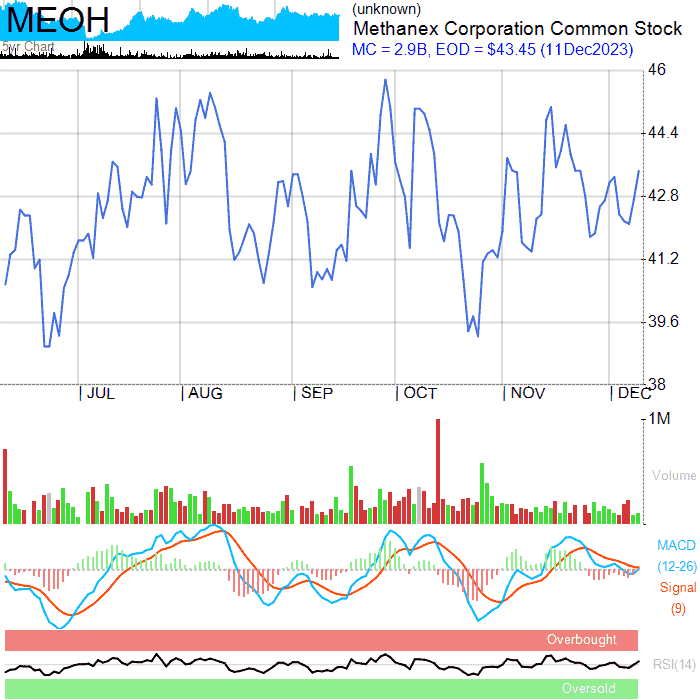 MEOH
5yr Chart
(unknown)
Methanex Corporation Common Stock
MC = 2.9B, EOD = $43.45 (11Dec2023)
46
44.4
42.8
41.2
39.6
38
| JUL | AUG | SEP | OCT | NOV | DEC
1M
Volume
MACD
(12-26)
Signal
(9)
Overbought
RSI(14)
Oversold